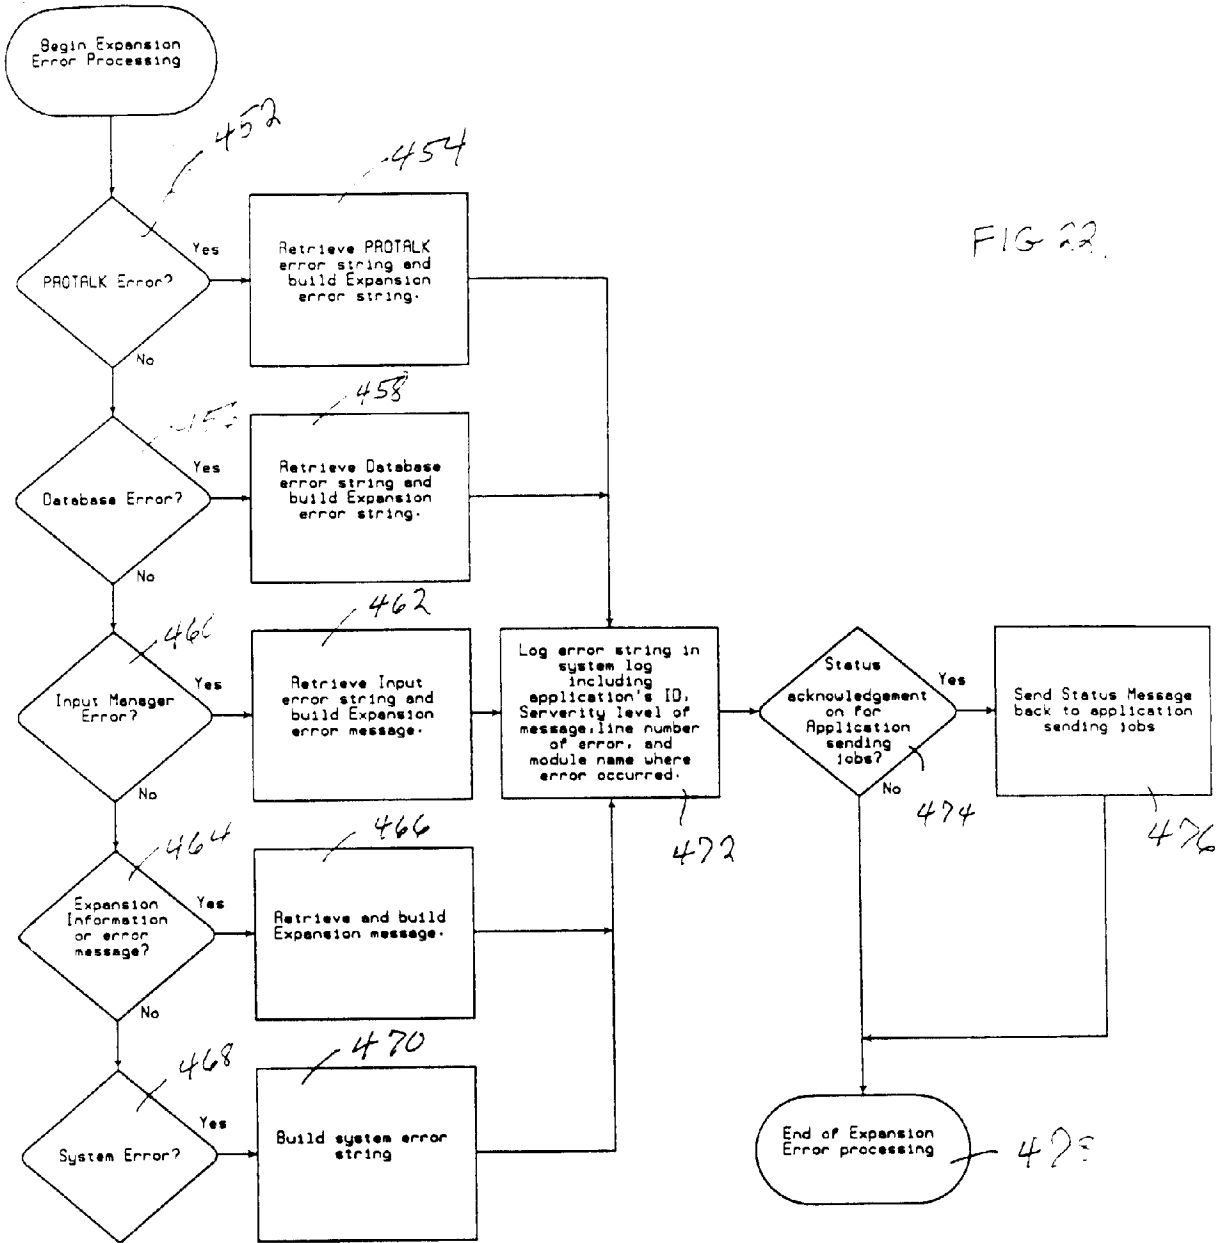 Begin Expansion
Error Processing
452
454
FIG 22.
PROTALK Error?
Yes
No
Retrieve PROTALK
error string and
build Expansion
error string.
458
Database Error?
Yes
No
Retrieve Database
error string and
build Expansion
error string.
462
Input Manager
Error?
Yes
No
Retrieve Input
error string and
build Expansion
error message.
Log error string in
system log
including
application's ID,
Serverity level of
message,line number
of error, and
module name where
error occurred.
472
Status
acknowledgement
on for
Application
sending
jobs?
Yes
No
474
Send Status Message
back to application
sending jobs
476
464
466
Expansion
Information
or error
message?
Yes
No
Retrieve and build
Expansion message.
468
470
System Error?
Yes
Build system error
string
End of Expansion
Error processing